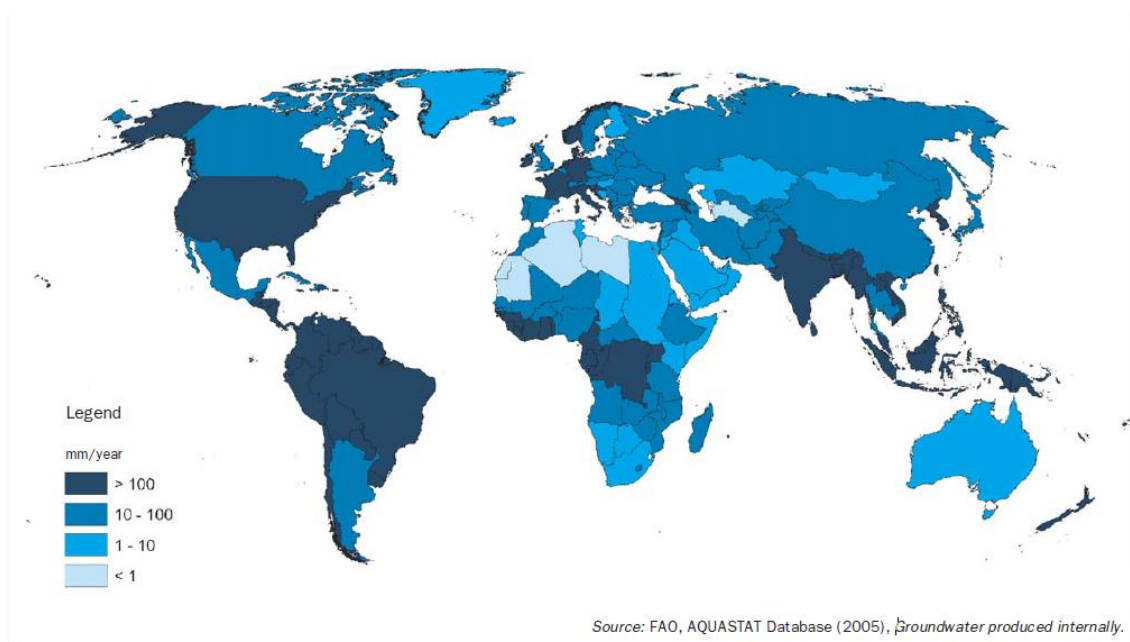 Legend
mm/year
> 100
10 - 100
1 - 10
< 1
Source: FAO, AQUASTAT Database (2005), Groundwater produced internally.